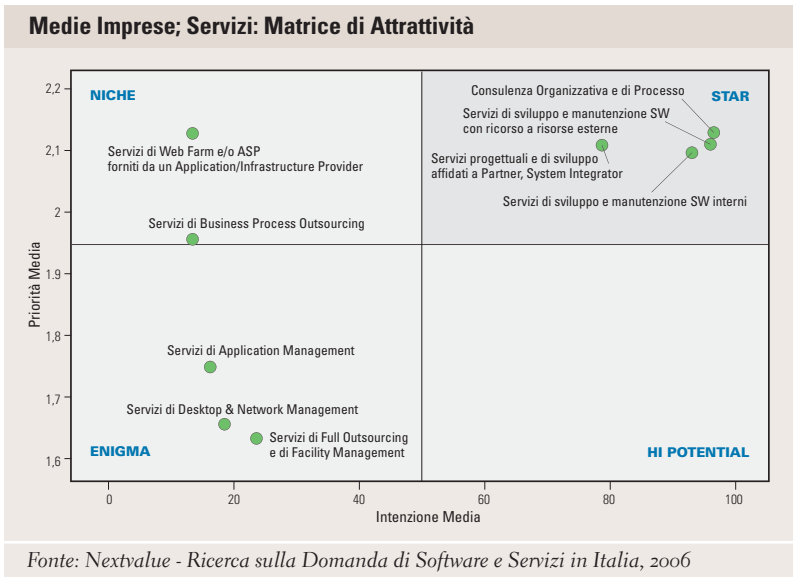 Medie Imprese; Servizi: Matrice di Attrattività
2,2
2,1
2
1.9
1,8
1,7
1,6
Priorità Media
NICHE
STAR
Consulenza Organizzativa e di Processo
Servizi di sviluppo e manutenzione SW
con ricorso a risorse esterne
Servizi di Web Farm e/o ASP
forniti da un Application/Infrastructure Provider
Servizi progettuali e di sviluppo
affidati a Partner, System Integrator
Servizi di sviluppo e manutenzione SW interni
Servizi di Business Process Outsourcing
Servizi di Application Management
Servizi di Desktop & Network Management
Servizi di Full Outsourcing
e di Facility Management
ENIGMA
HI POTENTIAL
0
20
40
60
80
100
Intenzione Media
Fonte: Nextvalue - Ricerca sulla Domanda di Software e Servizi in Italia, 2006